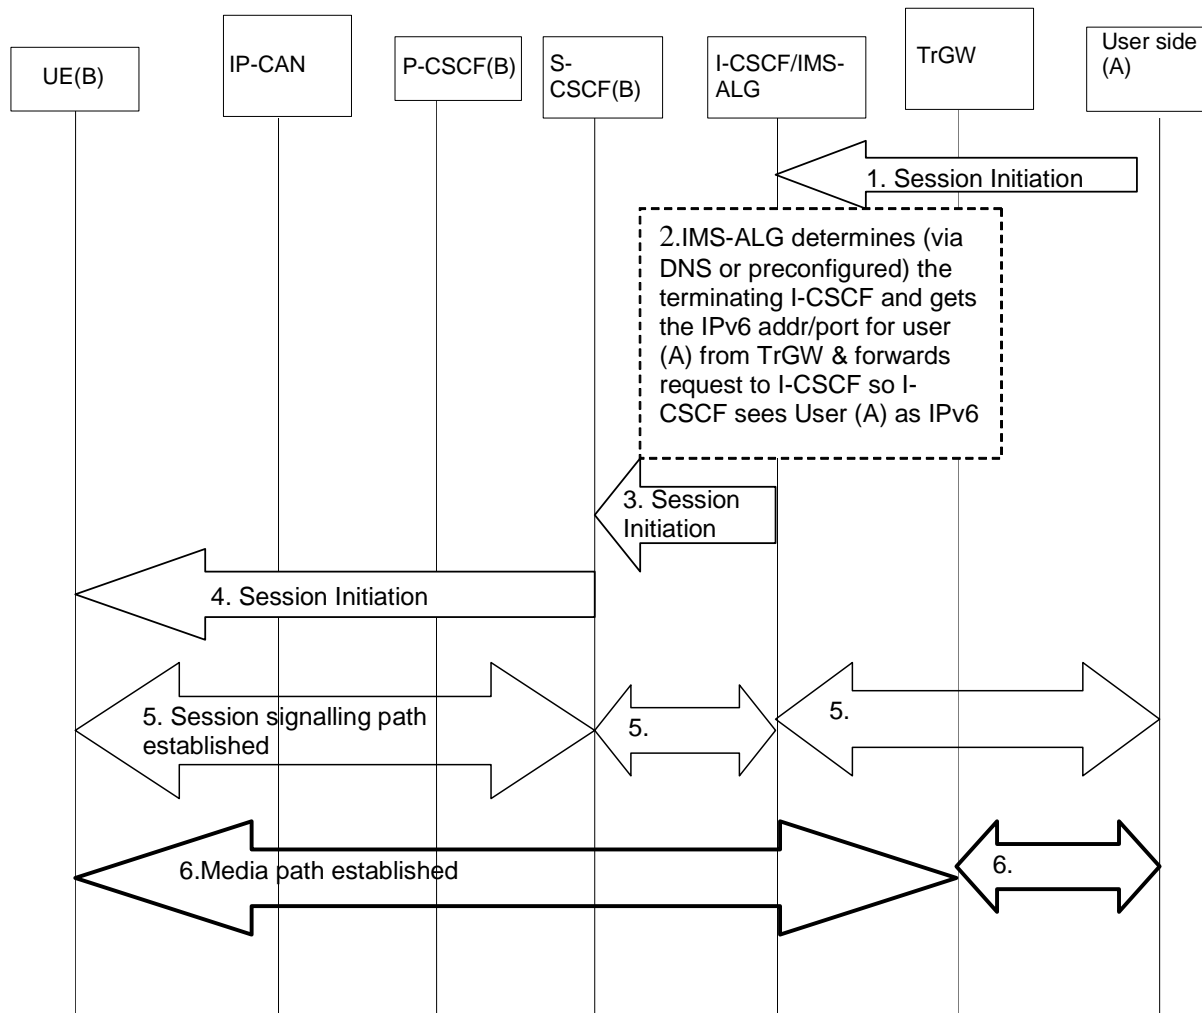 UE(B)
IP-CAN
P-CSCF(B)
S-
CSCF(B)
I-CSCF/IMS-
ALG
TrGW
User side
(A)
1. Session Initiation
2.IMS-ALG determines (via
DNS or preconfigured) the
terminating I-CSCF and gets
the IPv6 addr/port for user
(A) from TrGW & forwards
request to I-CSCF so I-
CSCF sees User (A) as IPv6
3. Session
Initiation
4. Session Initiation
5. Session signalling path
established
5.
5.
6.Media path established
6.